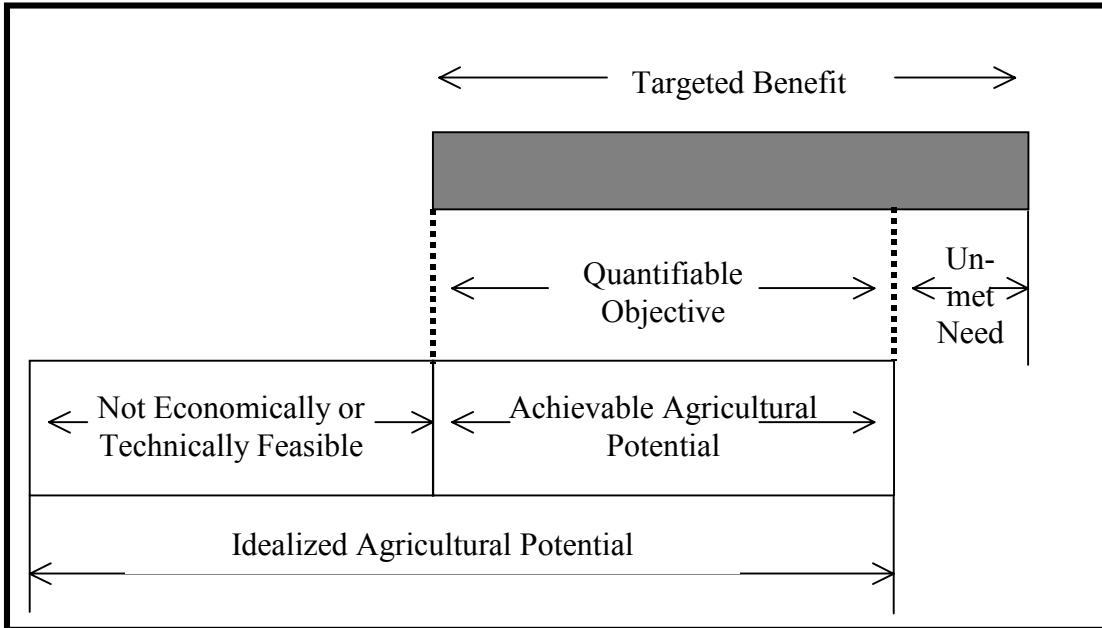 Targeted Benefit
Quantifiable
Objective
Un-
met
Need
Not Economically or
Technically Feasible
Achievable Agricultural
Potential
Idealized Agricultural Potential